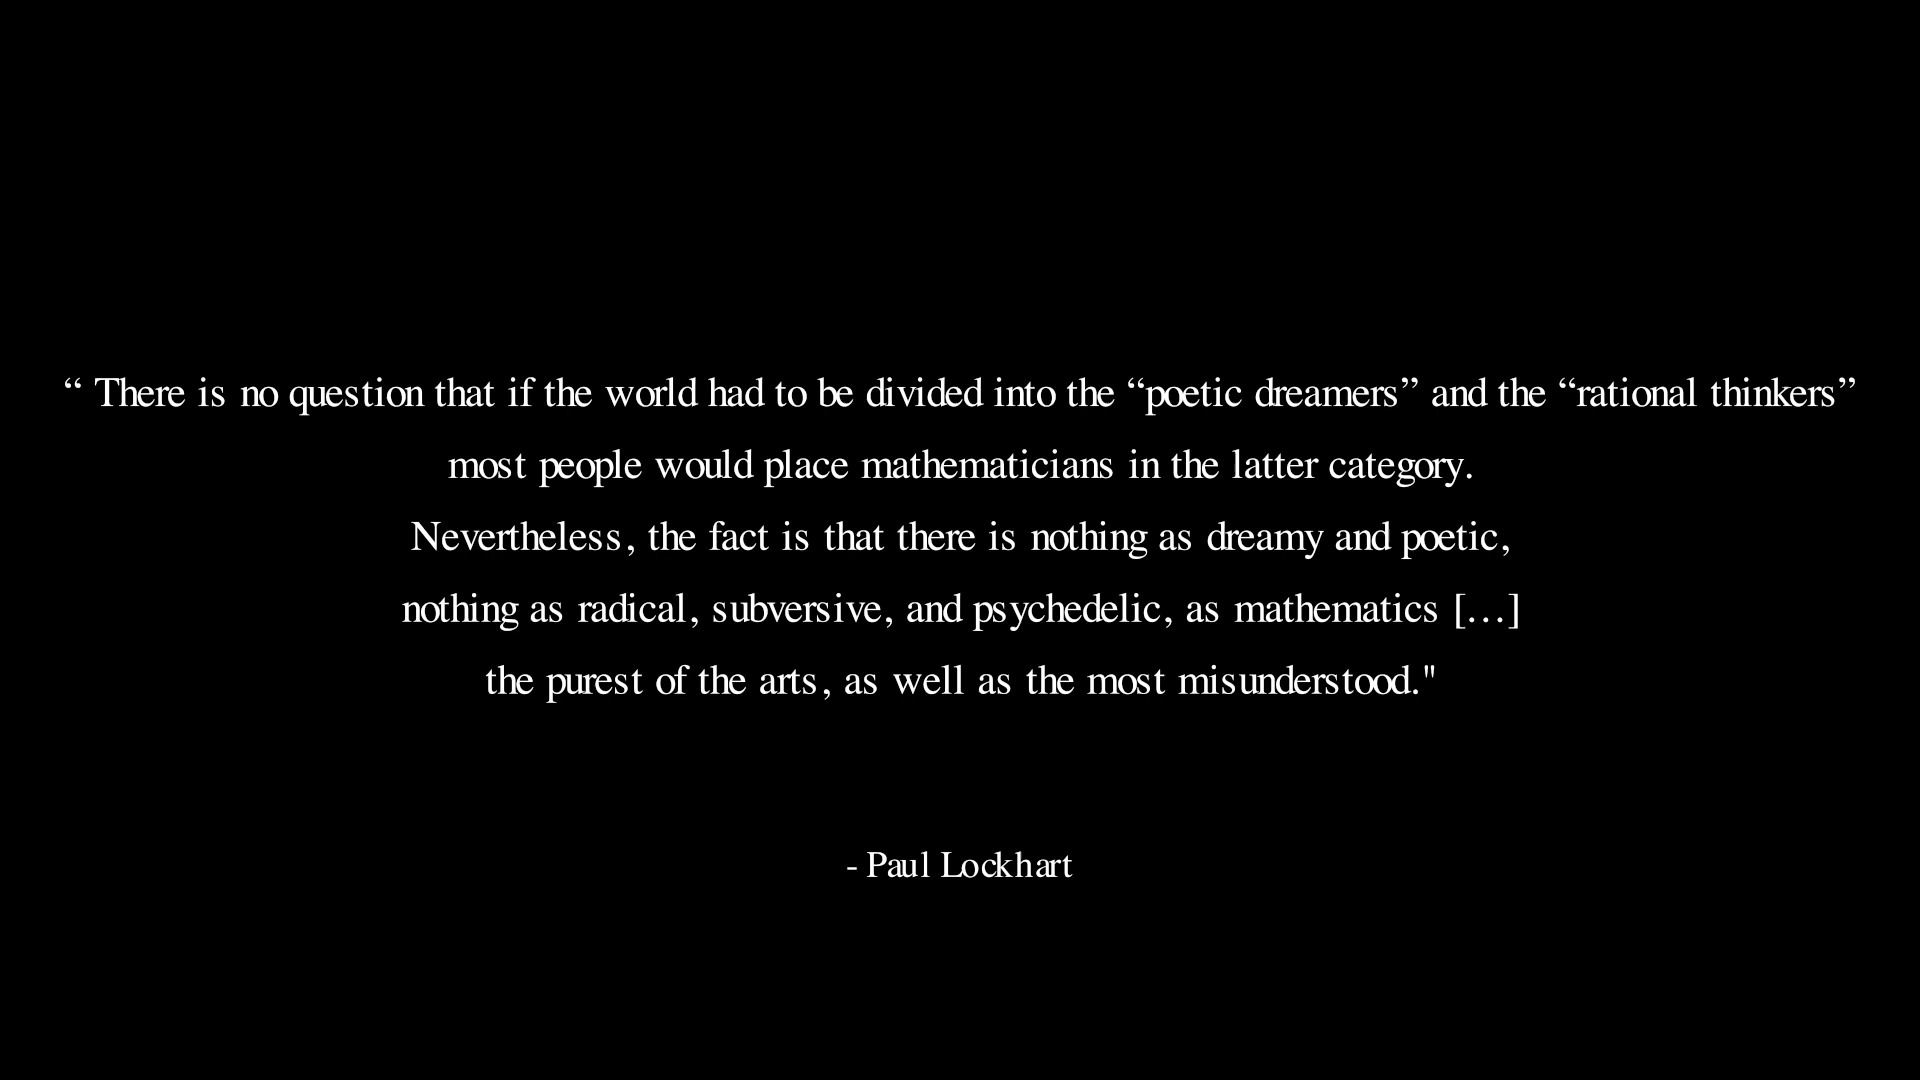 “ There is no question that if the world had to be divided into the “poetic dreamers” and the “rational thinkers”
most people would place mathematicians in the latter category.
Nevertheless, the fact is that there is nothing as dreamy and poetic,
nothing as radical, subversive, and psychedelic, as mathematics […]
the purest of the arts, as well as the most misunderstood."
- Paul Lockhart